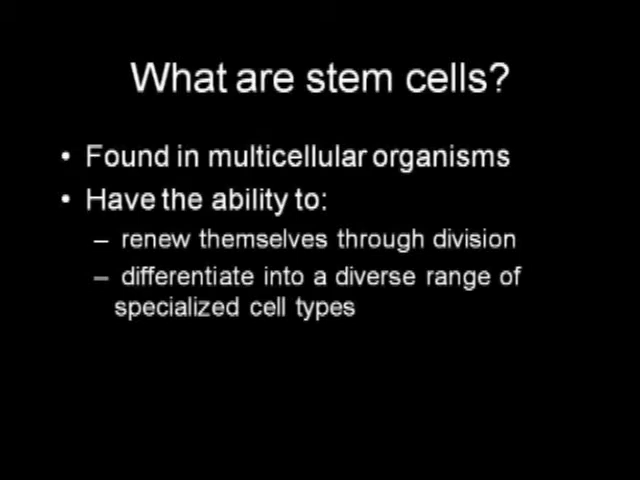 What are stem cells?
• Found in multicellular organisms
• Have the ability to:
– renew themselves through division
– differentiate into a diverse range of
specialized cell types